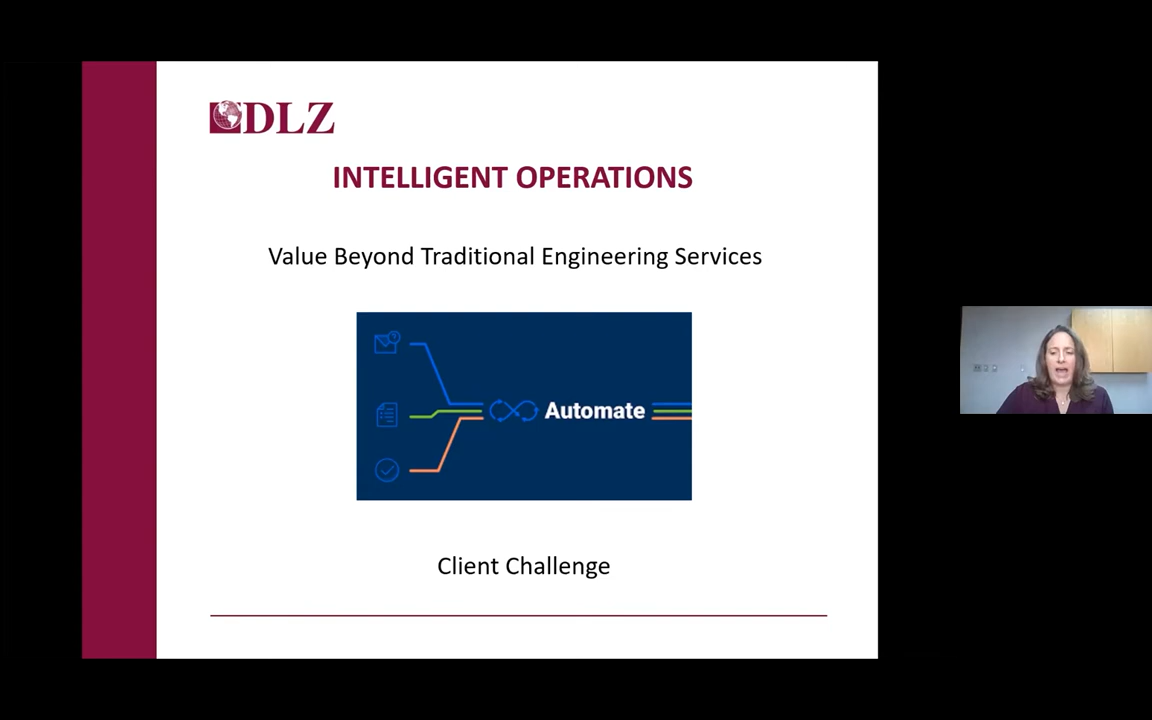 DLZ
INTELLIGENT OPERATIONS
Value Beyond Traditional Engineering Services
Automate
Client Challenge